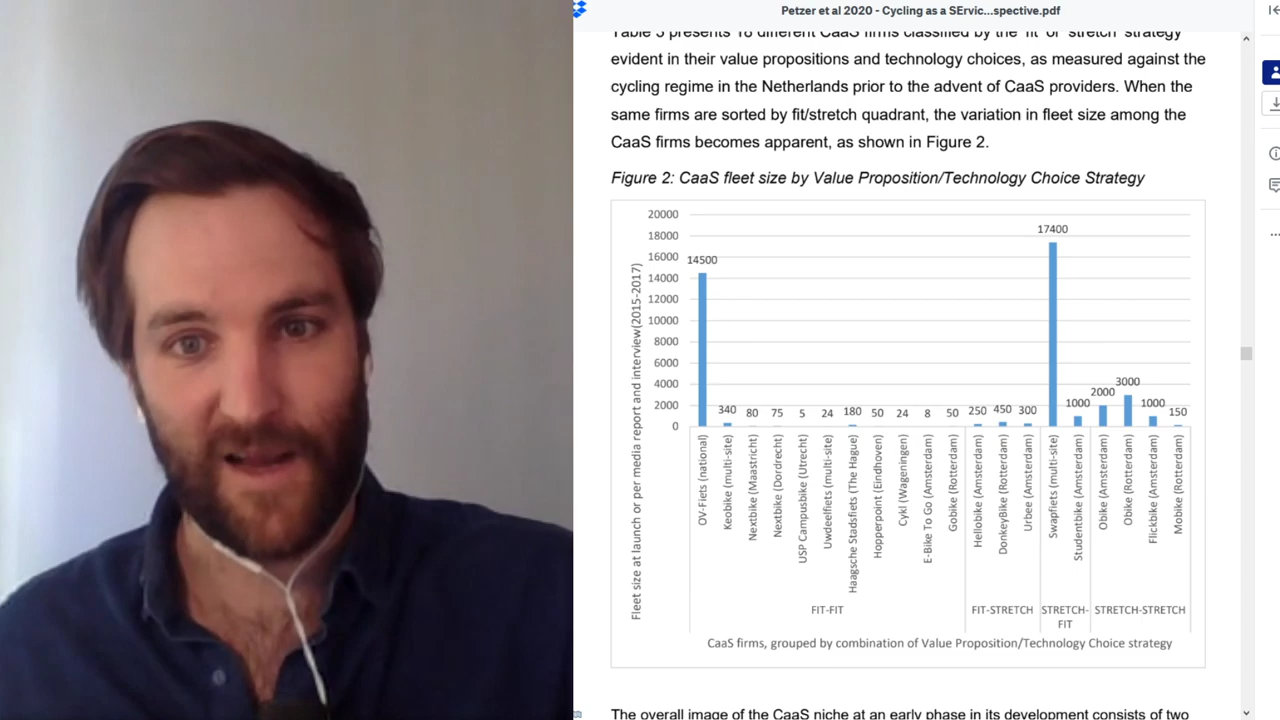 Petzer et al 2020 - Cycling as a SErvic...spective.pdf
Table 3 presents 18 different CaaS firms classified by the 'fit' or 'stretch' strategy
evident in their value propositions and technology choices, as measured against the
cycling regime in the Netherlands prior to the advent of CaaS providers. When the
same firms are sorted by fit/stretch quadrant, the variation in fleet size among the
CaaS firms becomes apparent, as shown in Figure 2.
Figure 2: CaaS fleet size by Value Proposition/Technology Choice Strategy
Fleet size at launch or per media report and interview(2015-2017)
20000
18000
16000
14000
12000
10000
8000
6000
4000
2000
0
14500
340
80
75
5
24
180
50
24
8
50
250
450
300
17400
1000
2000
3000
1000
150
OV-Fiets (national)
Keobike (multi-site)
Nextbike (Maastricht)
Nextbike (Dordrecht)
USP Campusbike (Utrecht)
Uwdeelfiets (multi-site)
Haagsche Stadsfiets (The Hague)
Hopperpoint (Eindhoven)
Cykl (Wageningen)
E-Bike To Go (Amsterdam)
Gobike (Rotterdam)
Hellobike (Amsterdam)
DonkeyBike (Rotterdam)
Urbee (Amsterdam)
Swapfiets (multi-site)
Studentbike (Amsterdam)
Obike (Amsterdam)
Obike (Rotterdam)
Flickbike (Amsterdam)
Mobike (Rotterdam)
FIT-FIT
FIT-STRETCH
STRETCH-
FIT
STRETCH-STRETCH
CaaS firms, grouped by combination of Value Proposition/Technology Choice strategy
The overall image of the CaaS niche at an early phase in its development consists of two